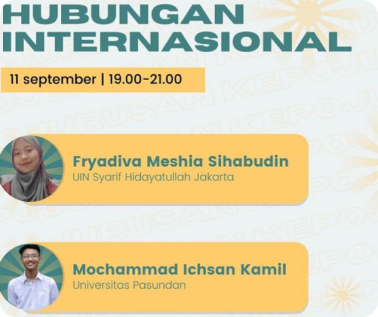 HUBUNGAN
INTERNASIONAL
11 september | 19.00-21.00
Fryadiva Meshia Sihabudin
UIN Syarif Hidayatullah Jakarta
Mochammad Ichsan Kamil
Universitas Pasundan